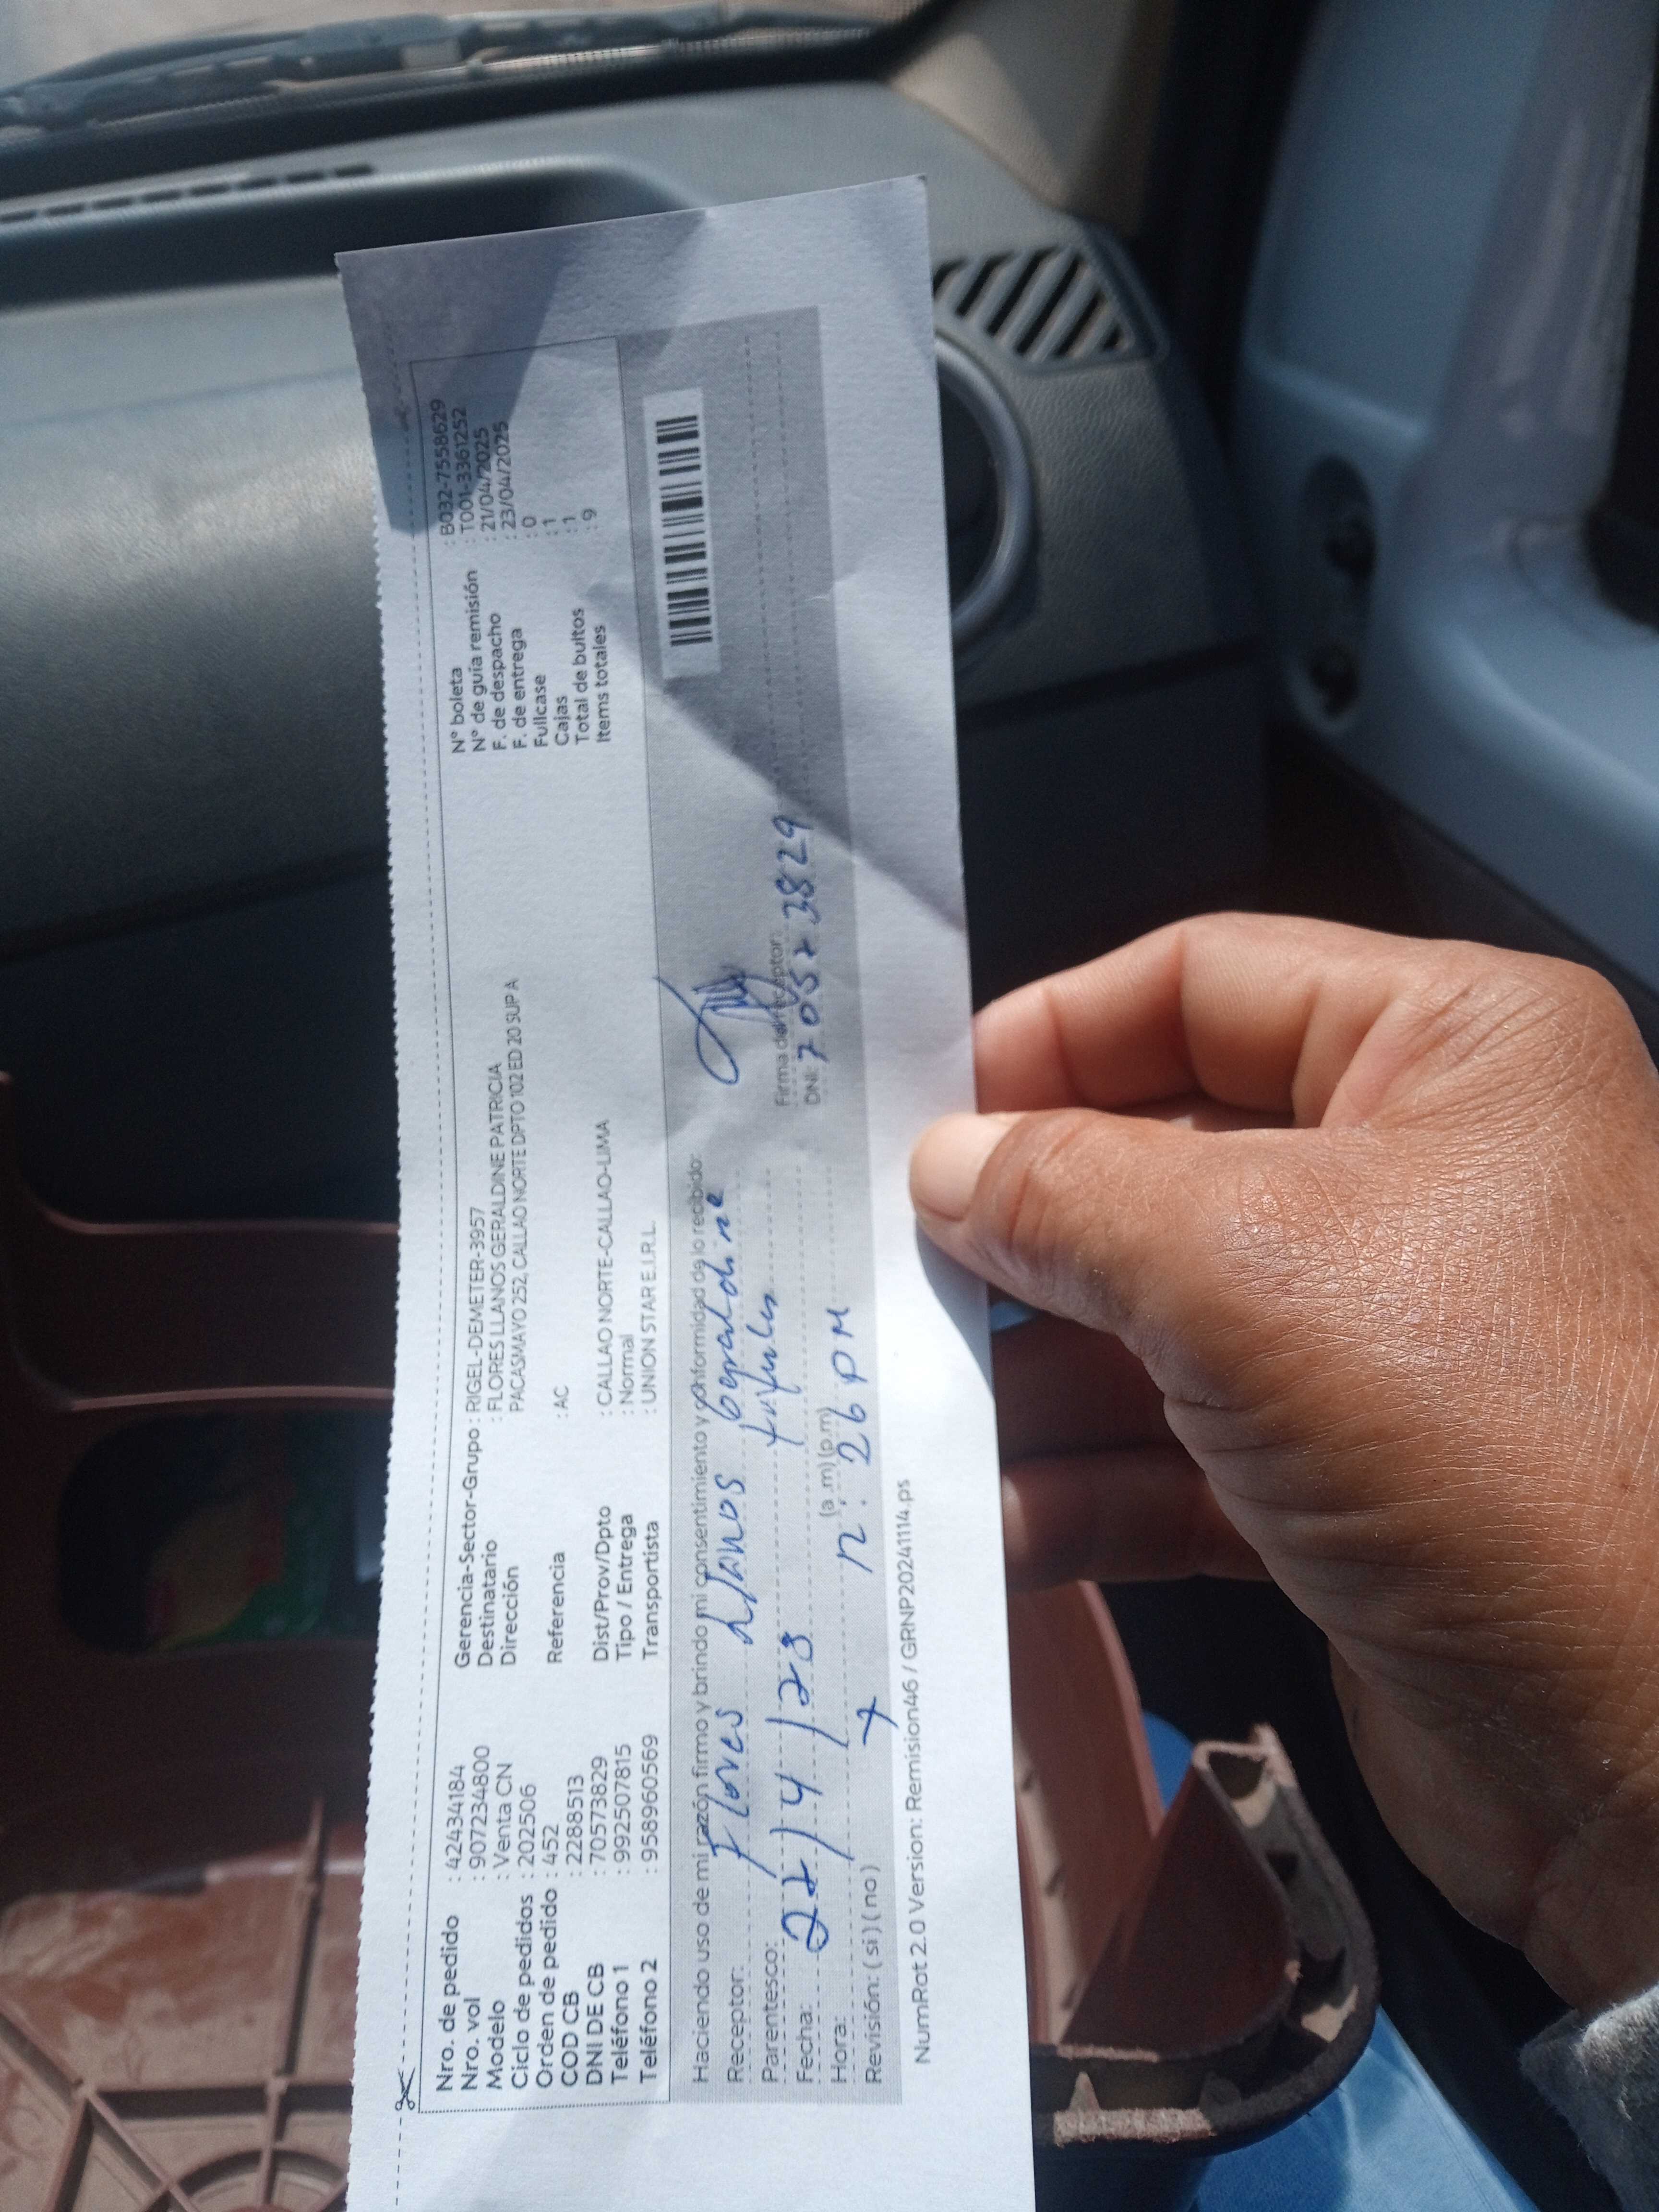 Nro. de pedido : 42434184
Nro. vol : 9072234800
Modelo : Venta CN
Ciclo de pedidos : 202506
Orden de pedido : 452
COD CB : 2288513
DNI DE CB : 70573829
Teléfono 1 : 992507815
Teléfono 2 : 958960569
Gerencia-Sector-Grupo : RIGEL-DEMETER-3957
Destinatario : FLORES LLANOS GERALDINE PATRICIA
Dirección PACASMAYO 252, CALLAO NORTE DPTO 102 ED 20 SUP A
Referencia : AC
Dist/Prov/Dpto : CALLAO NORTE-CALLAO-LIMA
Tipo / Entrega : Normal
Transportista : UNION STAR E.I.R.L.
N° boleta : B032-7558629
N° de guía remisión : T001-3361252
F. de despacho : 21/04/2025
F. de entrega : 23/04/2025
Fullcase : 0
Cajas : 1
Total de bultos : 1
Items totales : 9
Haciendo uso de mi razón firmo y brindo mi consentimiento y conformidad de lo recibido:
Receptor: Flores Llanos Geraldine
Parentesco:
Fecha: 22/4/23
Hora: (a.m) (p.m) 12:26 PM
Revisión: ( si ) ( no )
Firma del receptor:
DNI: 70573829
NumRot 2.0 Version: Remision46 / GRNP20241114.ps